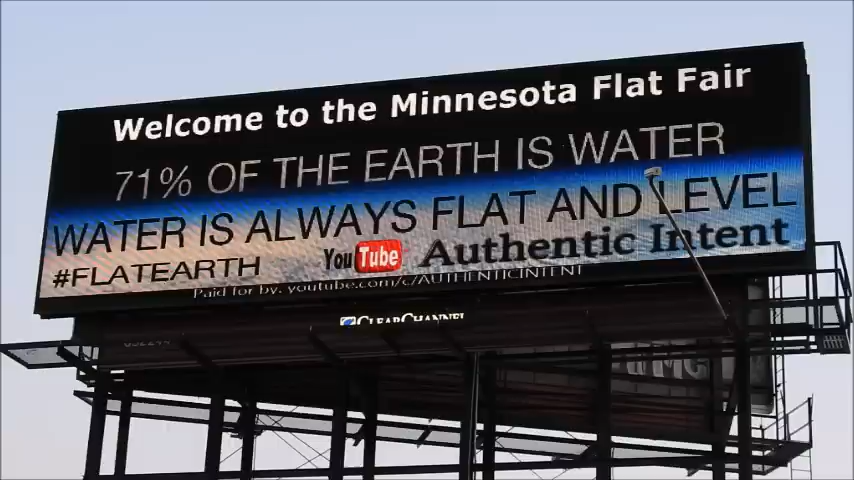 Welcome to the Minnesota Flat Fair
71% OF THE EARTH IS WATER
WATER IS ALWAYS FLAT AND LEVEL
#FLATEARTH YouTube Authentic Intent
Paid for by: youtube.com/c/AUTHENTICINTENT
CLEARCHANNEL